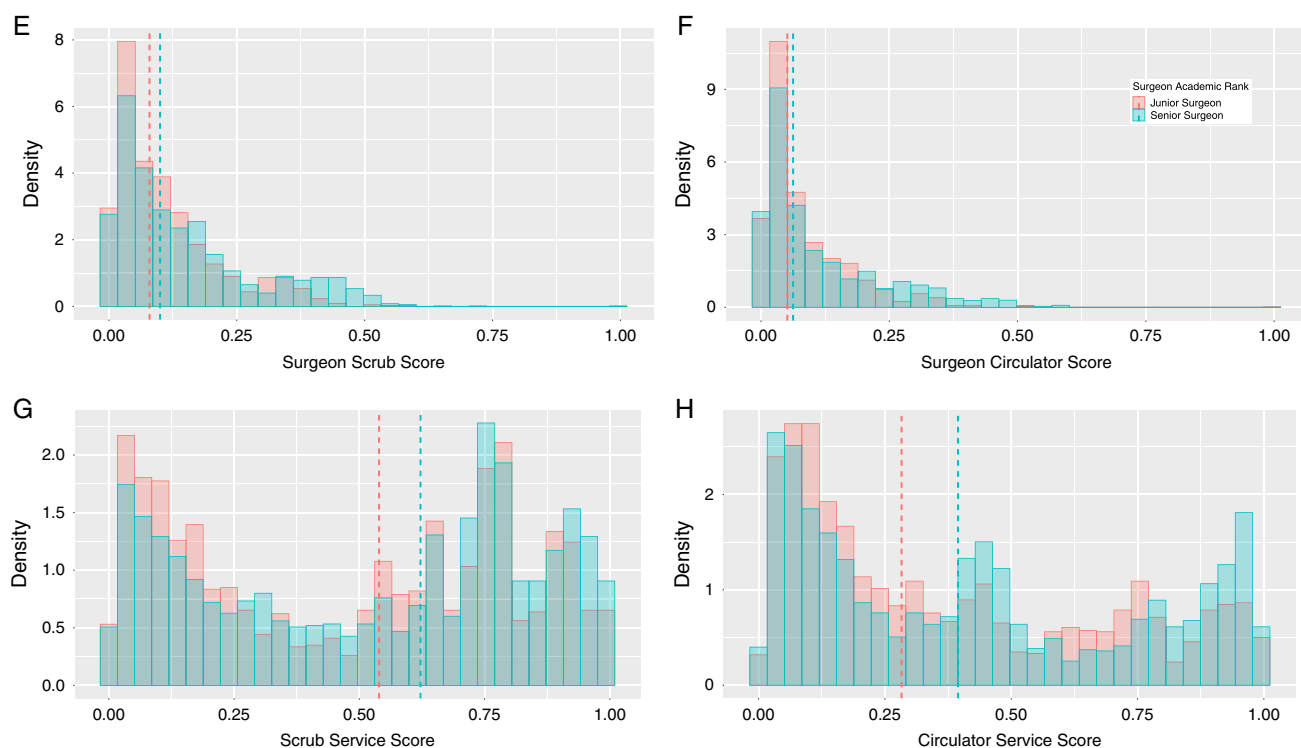 E
8
6
4
2
0
Density
0.00 0.25 0.50 0.75 1.00
Surgeon Scrub Score
F
9
6
3
0
Density
Surgeon Academic Rank
Junior Surgeon
Senior Surgeon
0.00 0.25 0.50 0.75 1.00
Surgeon Circulator Score
G
2.0
1.5
1.0
0.5
0.0
Density
0.00 0.25 0.50 0.75 1.00
Scrub Service Score
H
2
1
0
Density
0.00 0.25 0.50 0.75 1.00
Circulator Service Score